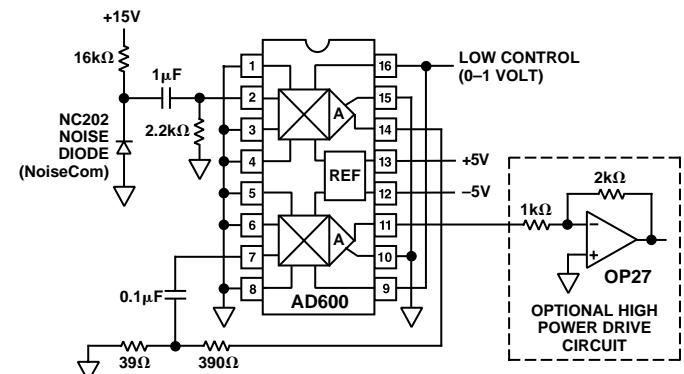 +15V
16kΩ
1µF
NC202
NOISE
DIODE
(NoiseCom)
2.2kΩ
1
2
3
4
5
6
7
8
16
15
14
13
12
11
10
9
A
REF
A
AD600
LOW CONTROL
(0–1 VOLT)
+5V
–5V
0.1µF
39Ω
390Ω
1kΩ
2kΩ
–
+
OP27
OPTIONAL HIGH
POWER DRIVE
CIRCUIT